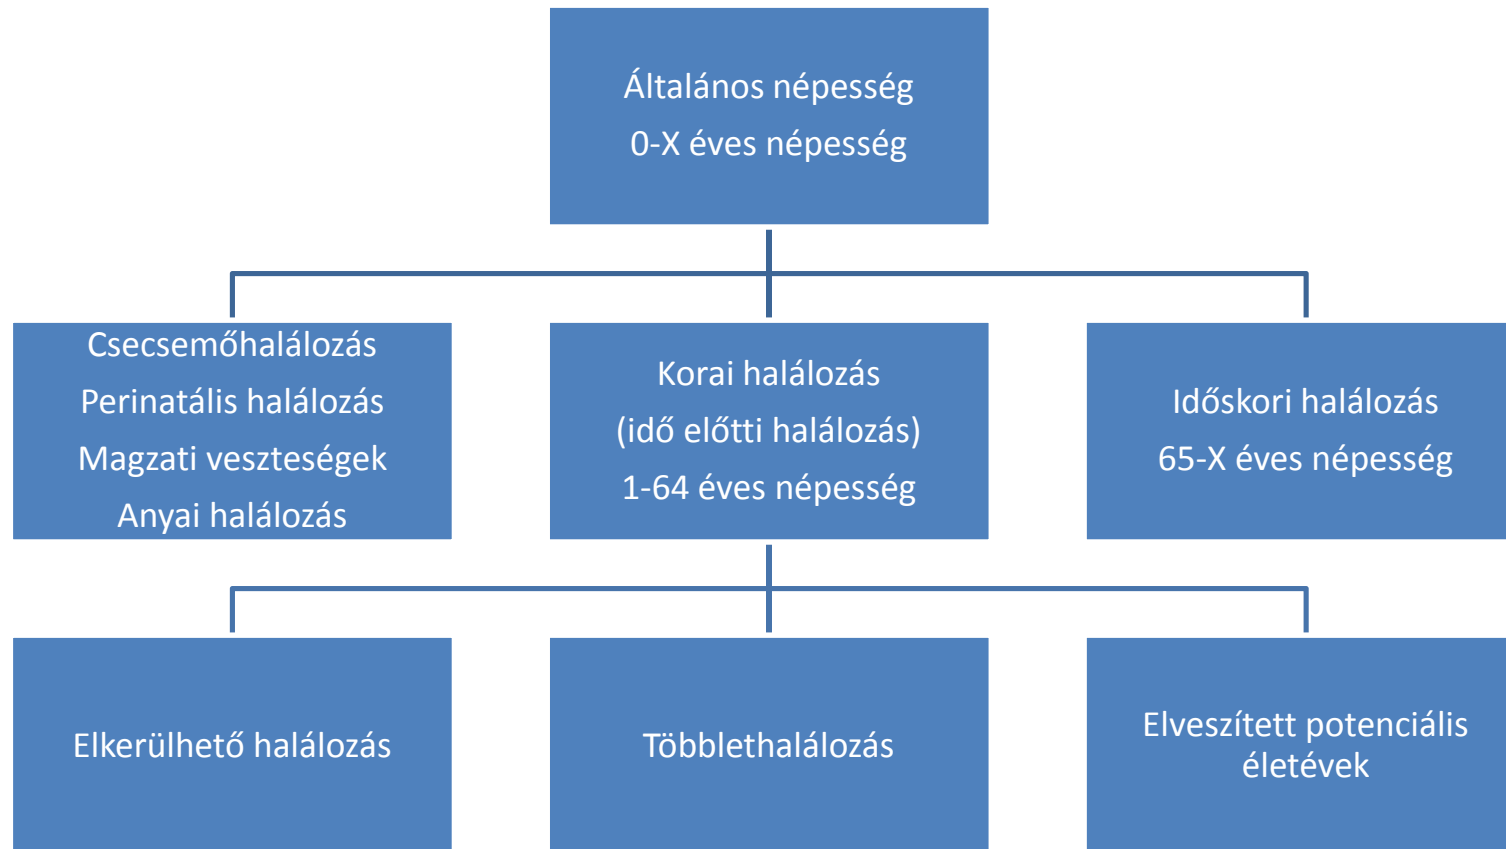 Általános népesség
0-X éves népesség
Csecsemőhalálozás
Perinatális halálozás
Magzati veszteségek
Anyai halálozás
Korai halálozás
(idő előtti halálozás)
1-64 éves népesség
Időskori halálozás
65-X éves népesség
Elkerülhető halálozás
Többlethalálozás
Elveszített potenciális
életévek